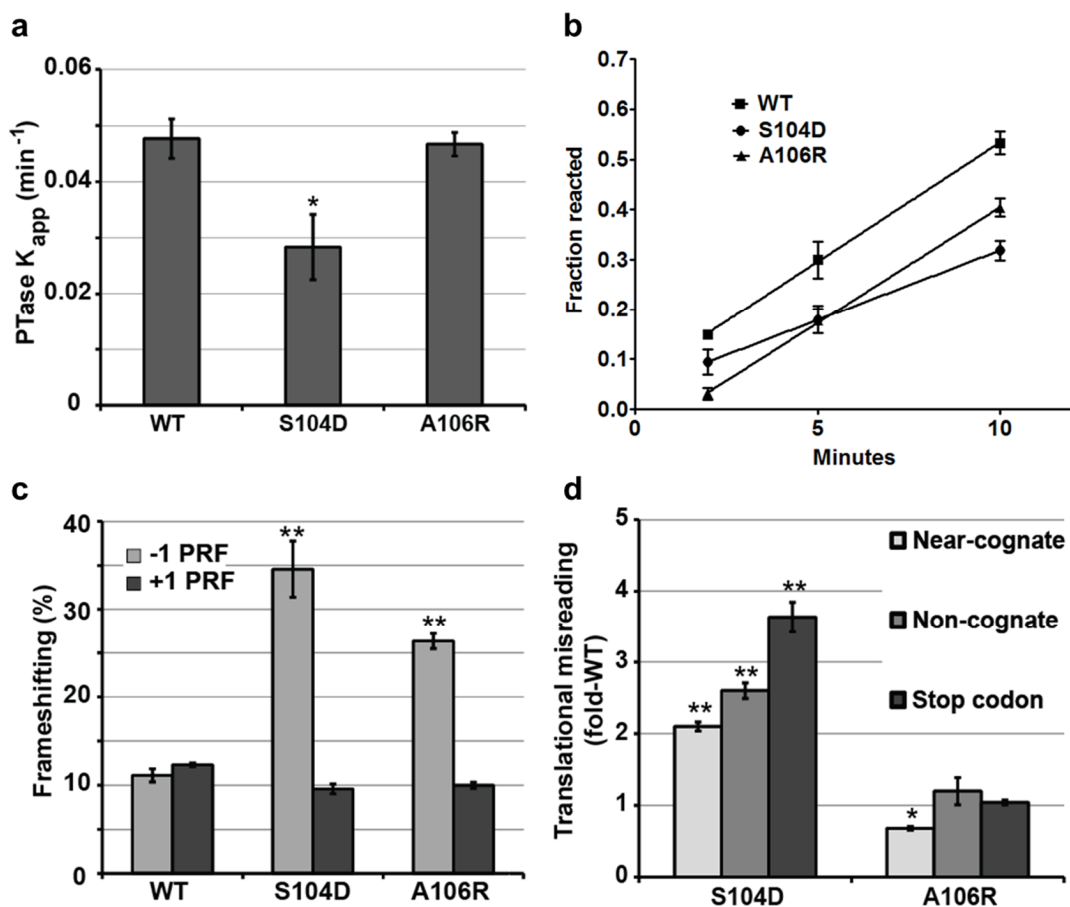 a
PTase K_app (min⁻¹)
0.06
0.04
0.02
0
*
WT
S104D
A106R
b
Fraction reacted
0.7
0.6
0.5
0.4
0.3
0.2
0.1
0.0
WT
S104D
A106R
0
5
10
Minutes
c
Frameshifting (%)
40
30
20
10
0
-1 PRF
+1 PRF
**
**
WT
S104D
A106R
d
Translational misreading
(fold-WT)
5
4
3
2
1
0
Near-cognate
Non-cognate
Stop codon
**
**
**
*
S104D
A106R